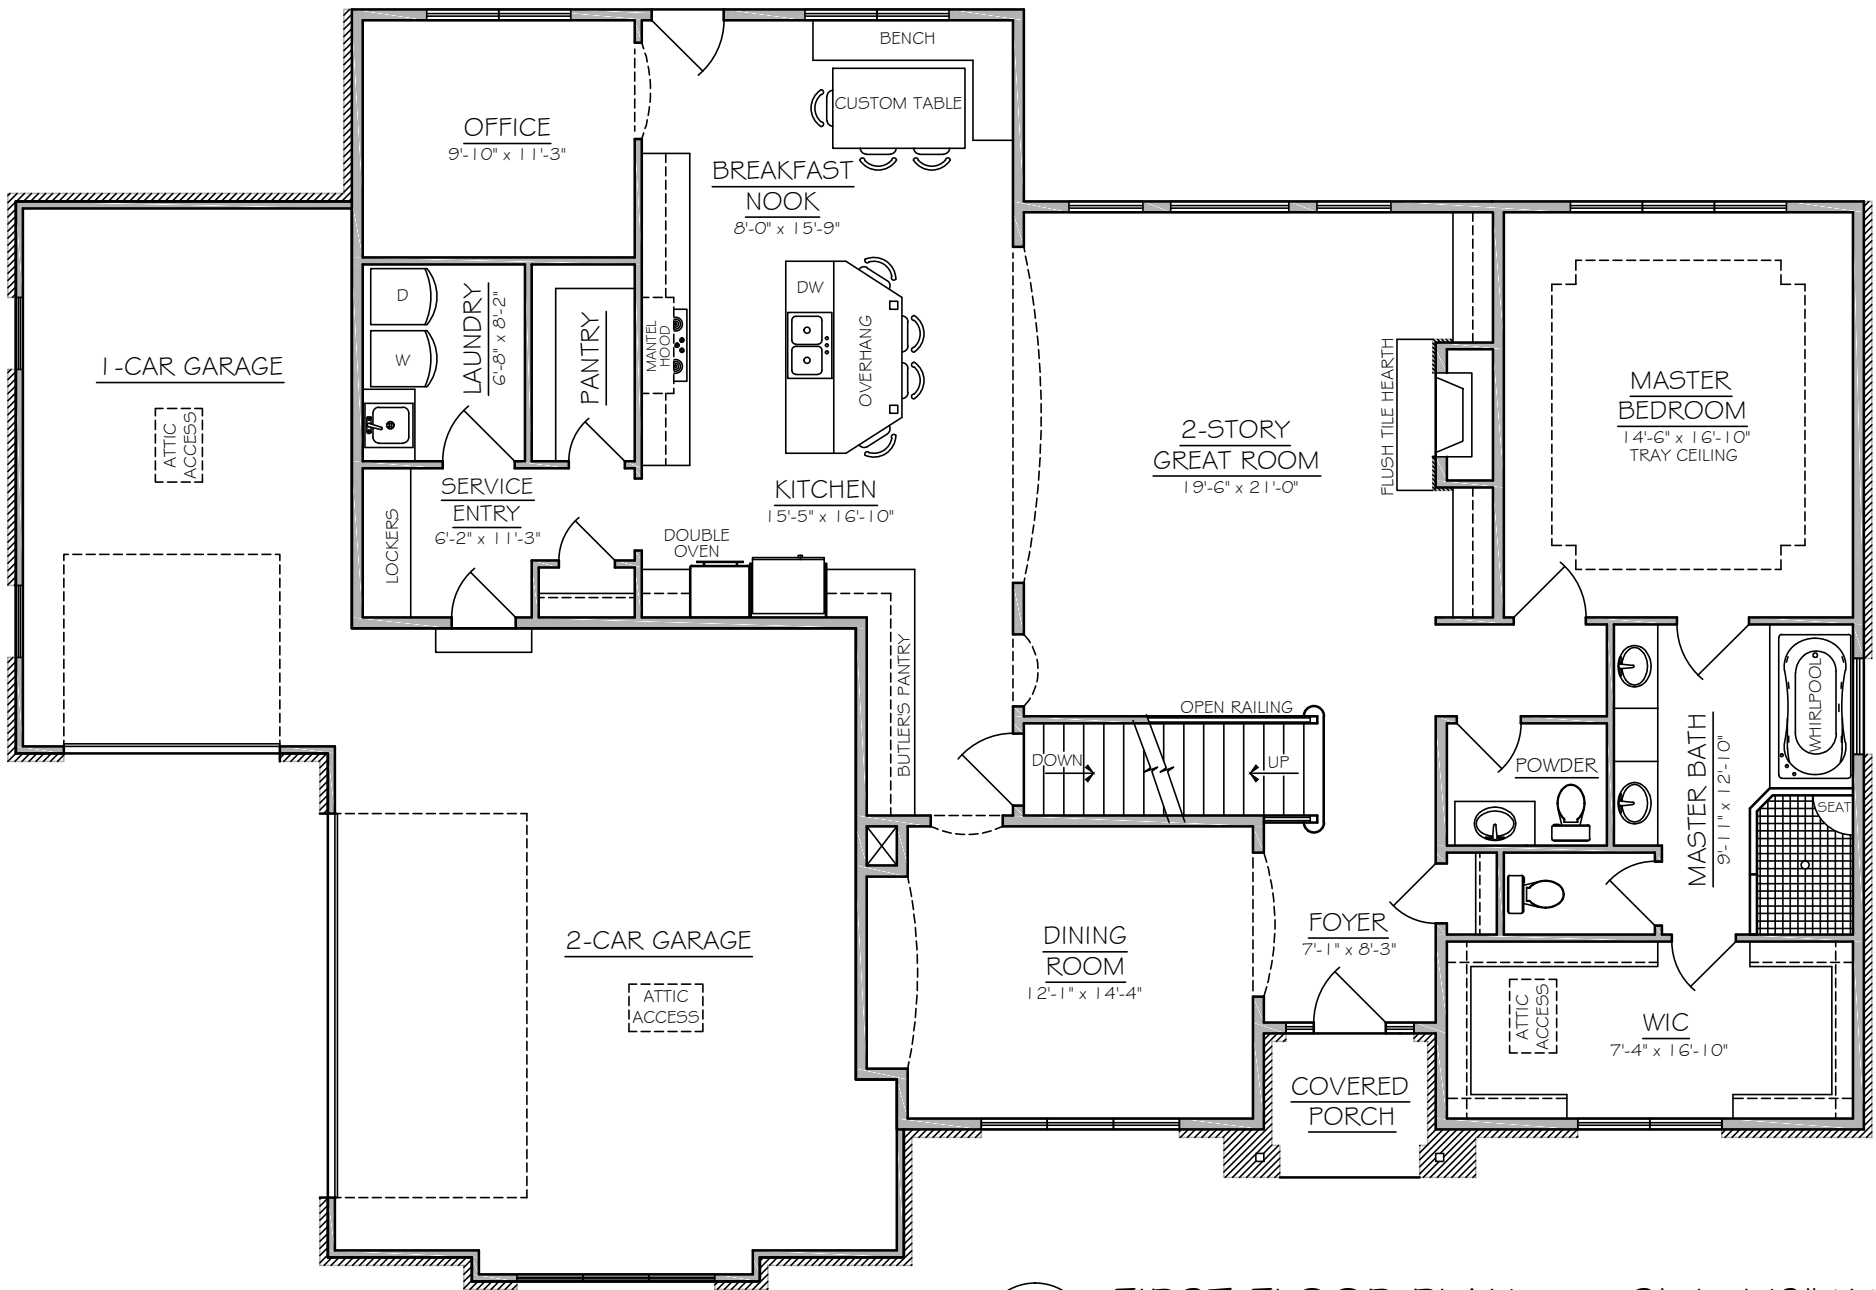 BENCH
CUSTOM TABLE
OFFICE
9'-10" x 11'-3"
BREAKFAST
NOOK
8'-0" x 15'-9"
D
W
LAUNDRY
6'-8" x 8'-2"
PANTRY
MANTEL
HOOD
DW
OVERHANG
1-CAR GARAGE
ATTIC
ACCESS
FLUSH TILE HEARTH
MASTER
BEDROOM
14'-6" x 16'-10"
TRAY CEILING
2-STORY
GREAT ROOM
19'-6" x 21'-0"
SERVICE
ENTRY
6'-2" x 11'-3"
LOCKERS
KITCHEN
15'-5" x 16'-10"
DOUBLE
OVEN
BUTLER'S PANTRY
OPEN RAILING
DOWN
UP
WHIRLPOOL
POWDER
MASTER BATH
9'-11" x 12'-10"
SEAT
2-CAR GARAGE
ATTIC
ACCESS
DINING
ROOM
12'-1" x 14'-4"
FOYER
7'-1" x 8'-3"
ATTIC
ACCESS
WIC
7'-4" x 16'-10"
COVERED
PORCH
FIRST FLOOR PLAN